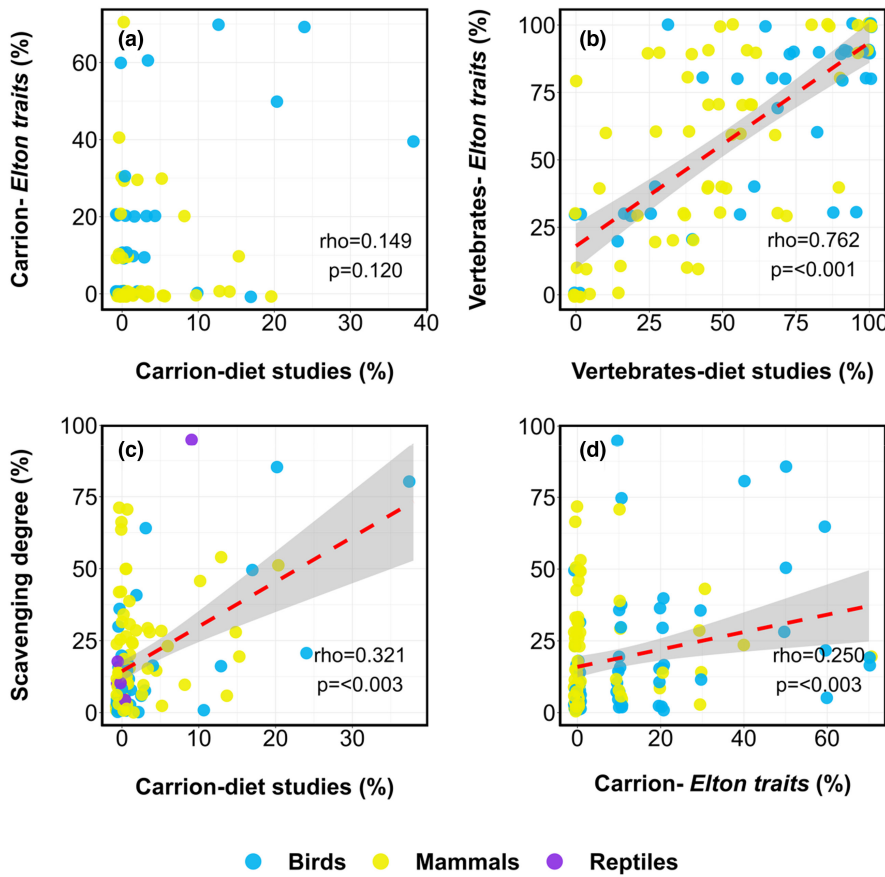 (a)
Carrion- Elton traits (%)
60
40
20
0
rho=0.149
p=0.120
0 10 20 30 40
Carrion-diet studies (%)
(b)
Vertebrates- Elton traits (%)
100
75
50
25
0
rho=0.762
p=<0.001
0 25 50 75 100
Vertebrates-diet studies (%)
(c)
Scavenging degree (%)
100
75
50
25
0
rho=0.321
p=<0.003
0 10 20 30
Carrion-diet studies (%)
(d)
100
75
50
25
0
rho=0.250
p=<0.003
0 20 40 60
Carrion- Elton traits (%)
Birds Mammals Reptiles